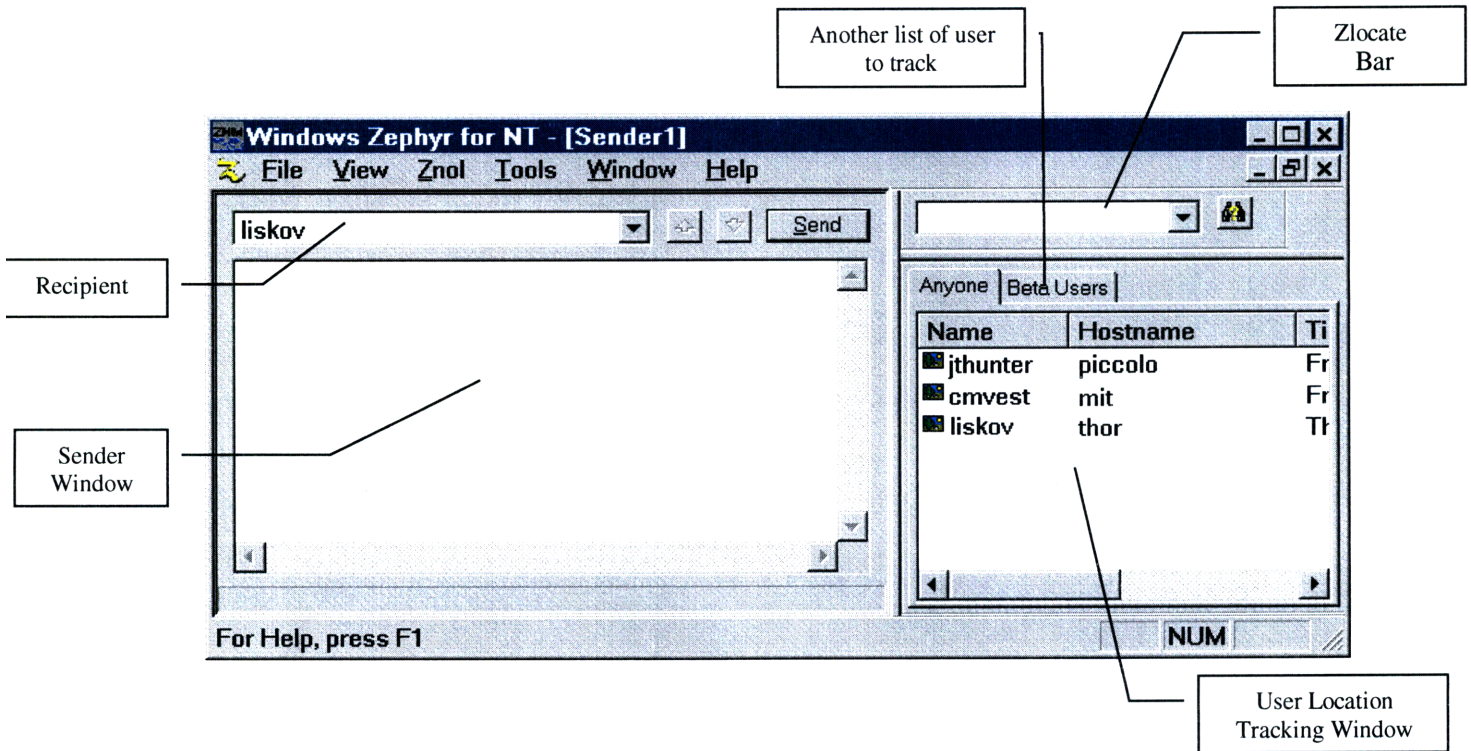 Another list of user
to track
Zlocate
Bar
Windows Zephyr for NT - [Sender1]
File View Znol Tools Window Help
liskov
Send
Recipient
Anyone
Beta Users
Name Hostname Ti
jthunter piccolo Fr
cmvest mit Fr
liskov thor Th
Sender
Window
For Help, press F1
NUM
User Location
Tracking Window